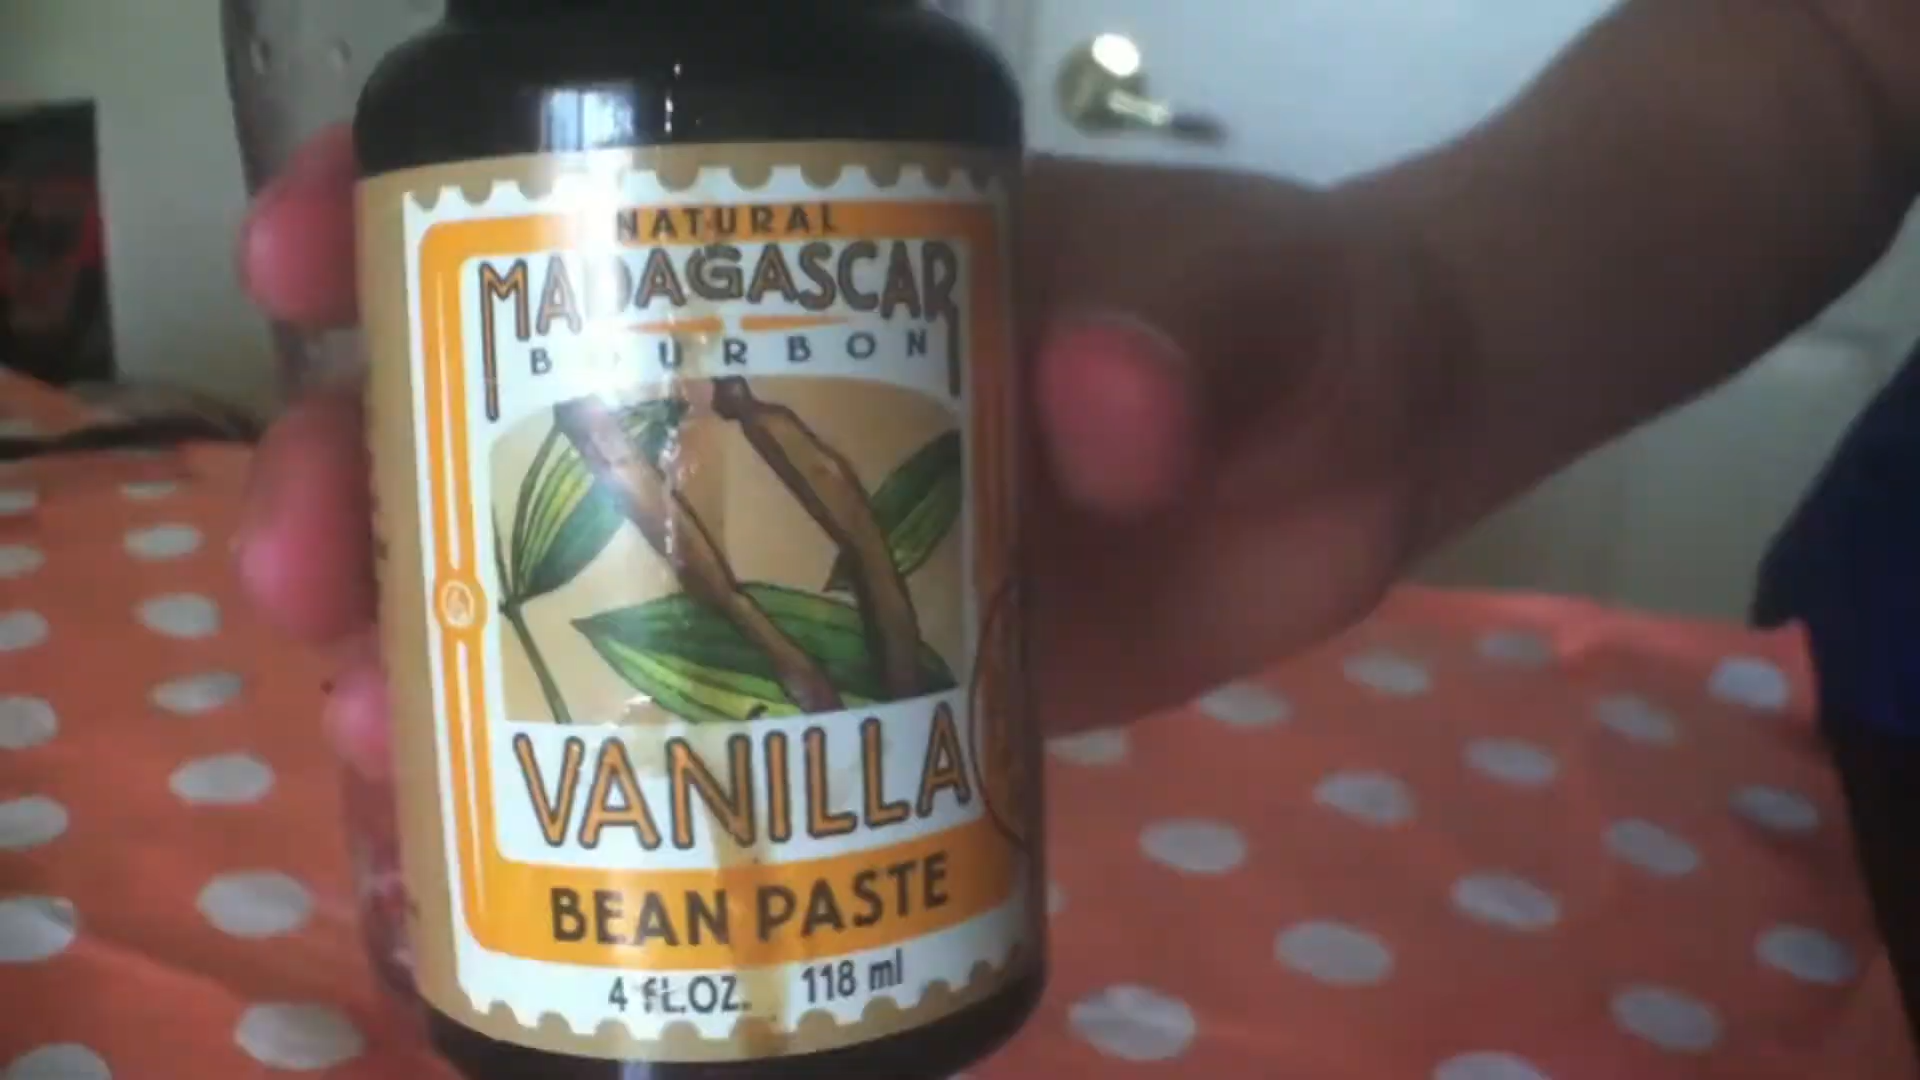 NATURAL
MADAGASCAR
BOURBON
VANILLA
BEAN PASTE
4 FL.OZ. 118 ml